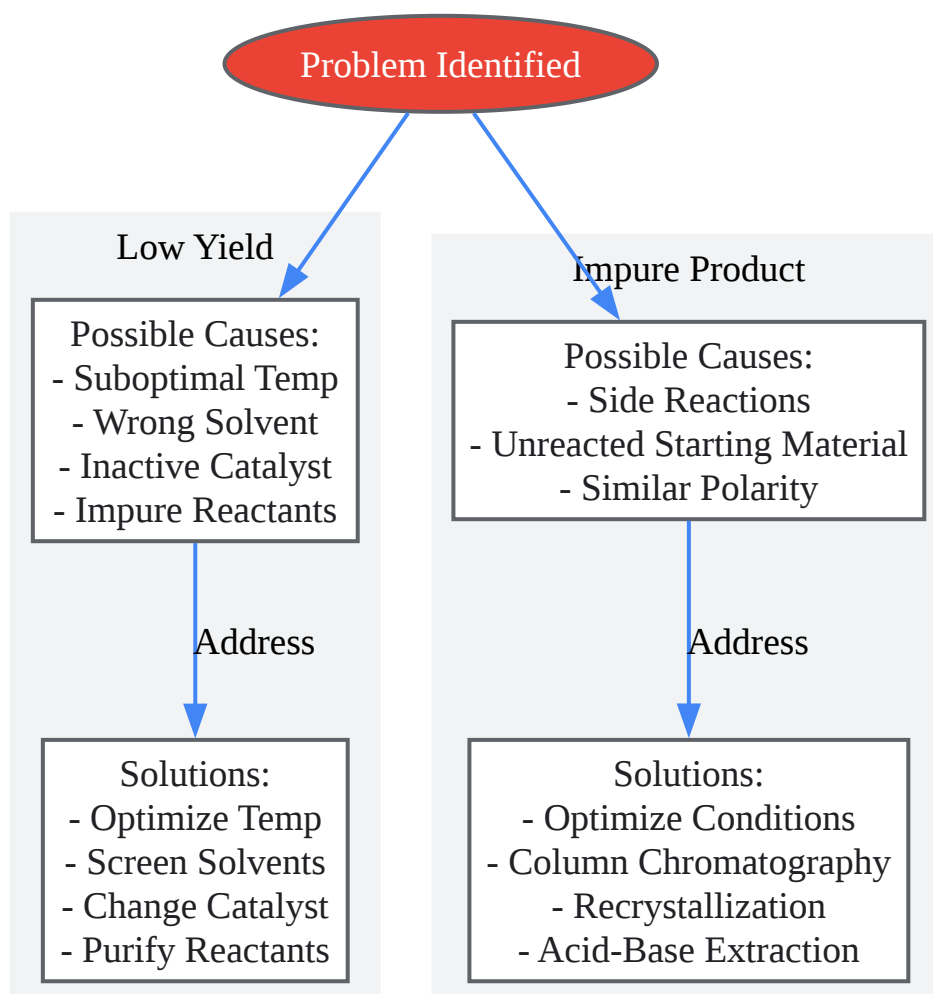 Problem Identified
Low Yield
Possible Causes:
- Suboptimal Temp
- Wrong Solvent
- Inactive Catalyst
- Impure Reactants
Address
Solutions:
- Optimize Temp
- Screen Solvents
- Change Catalyst
- Purify Reactants
Impure Product
Possible Causes:
- Side Reactions
- Unreacted Starting Material
- Similar Polarity
Address
Solutions:
- Optimize Conditions
- Column Chromatography
- Recrystallization
- Acid-Base Extraction